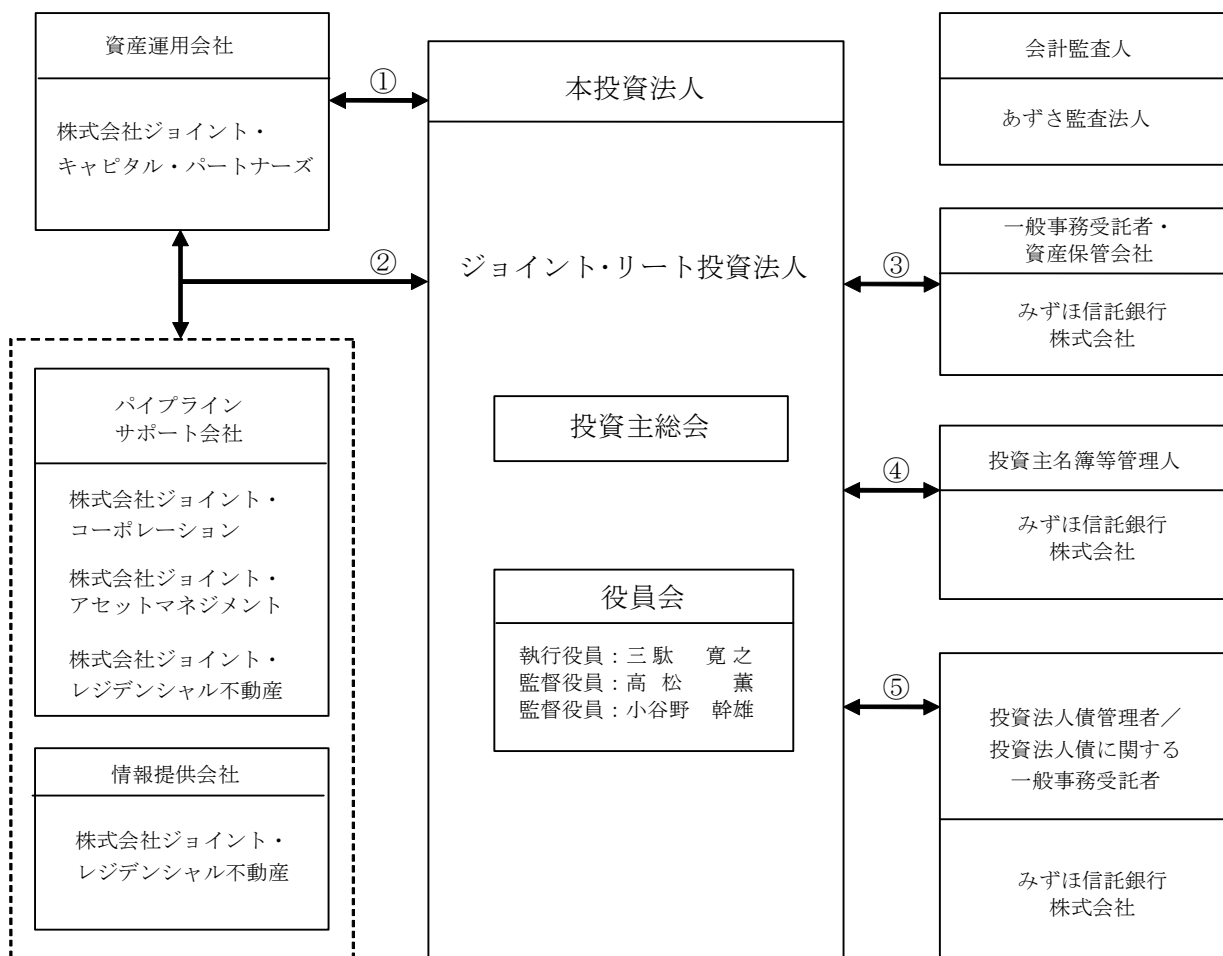 資産運用会社
株式会社ジョイント・
キャピタル・パートナーズ
①
②
パイプライン
サポート会社
株式会社ジョイント・
コーポレーション
株式会社ジョイント・
アセットマネジメント
株式会社ジョイント・
レジデンシャル不動産
情報提供会社
株式会社ジョイント・
レジデンシャル不動産
本投資法人
ジョイント・リート投資法人
投資主総会
役員会
執行役員：三駄 寛之
監督役員：高松 薫
監督役員：小谷野 幹雄
会計監査人
あずさ監査法人
③
一般事務受託者・
資産保管会社
みずほ信託銀行
株式会社
④
投資主名簿等管理人
みずほ信託銀行
株式会社
⑤
投資法人債管理者／
投資法人債に関する
一般事務受託者
みずほ信託銀行
株式会社